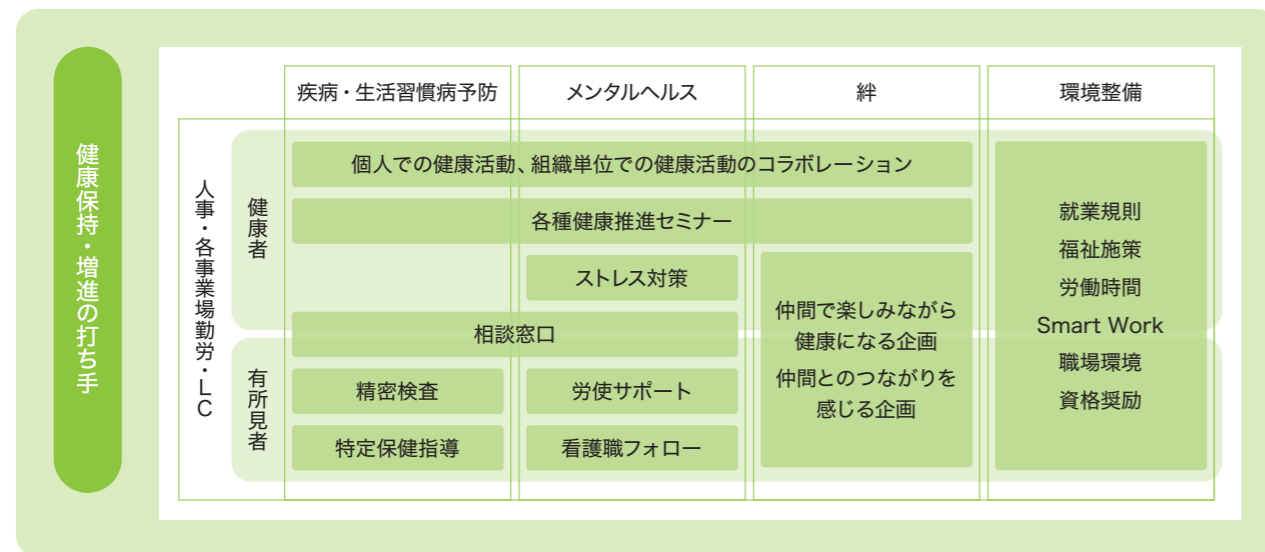 健康保持・増進の打ち手
疾病・生活習慣病予防
メンタルヘルス
絆
環境整備
人事・各事業場勤労・LC
健康者
個人での健康活動、組織単位での健康活動のコラボレーション
各種健康推進セミナー
ストレス対策
相談窓口
有所見者
精密検査
労使サポート
特定保健指導
看護職フォロー
仲間で楽しみながら
健康になる企画
仲間とのつながりを
感じる企画
就業規則
福祉施策
労働時間
Smart Work
職場環境
資格奨励